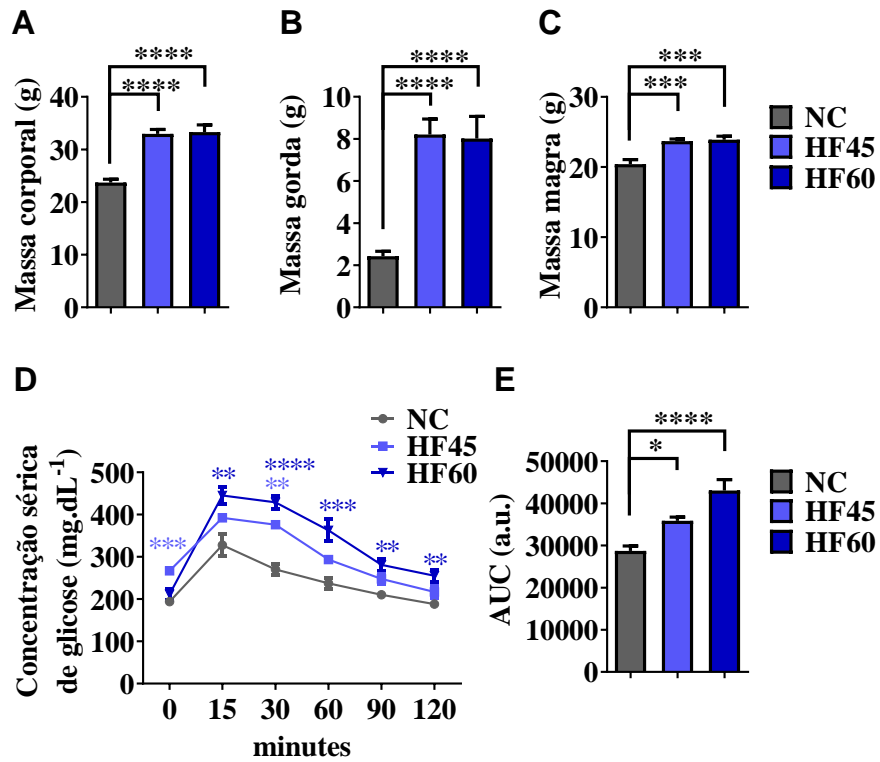 A
B
C
****
****
Massa corporal (g)
40
30
20
10
0
****
****
Massa gorda (g)
10
8
6
4
2
0
***
***
Massa magra (g)
30
20
10
0
NC
HF45
HF60
D
NC
HF45
HF60
Concentração sérica
de glicose (mg.dL-1)
500
400
300
200
100
0
***
**
****
**
***
**
**
0 15 30 60 90 120
minutes
E
****
*
AUC (a.u.)
50000
40000
30000
20000
10000
0
NC
HF45
HF60